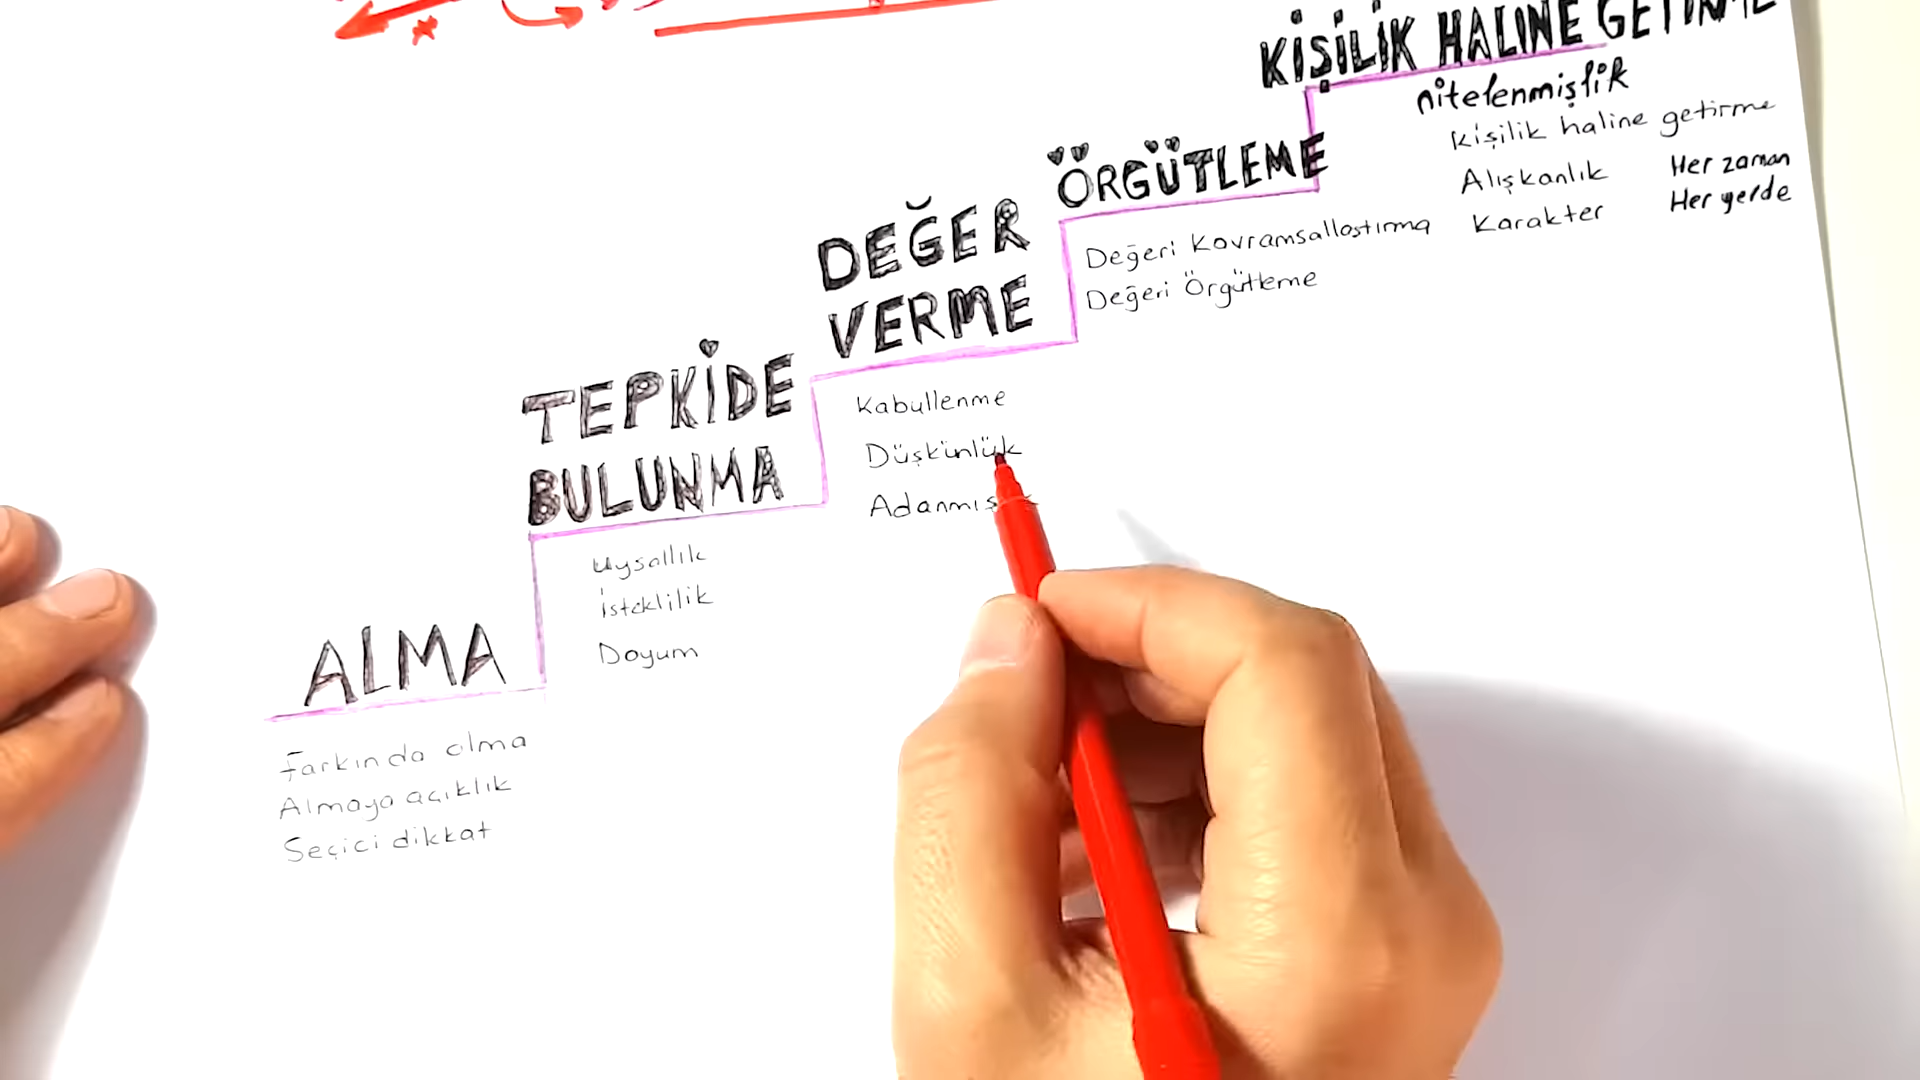 KİŞİLİK HALİNE GETİRME
nitelenmişlik
Kişilik haline getirme
Alışkanlık
Karakter
Her zaman
Her yerde
ÖRGÜTLEME
Değeri Kavramsallaştırma
Değeri Örgütleme
DEĞER
VERME
Kabullenme
Düşkünlük
TEPKİDE
BULUNMA
Uysallık
İsteklilik
Doyum
ALMA
Farkında olma
Almaya açıklık
Seçici dikkat